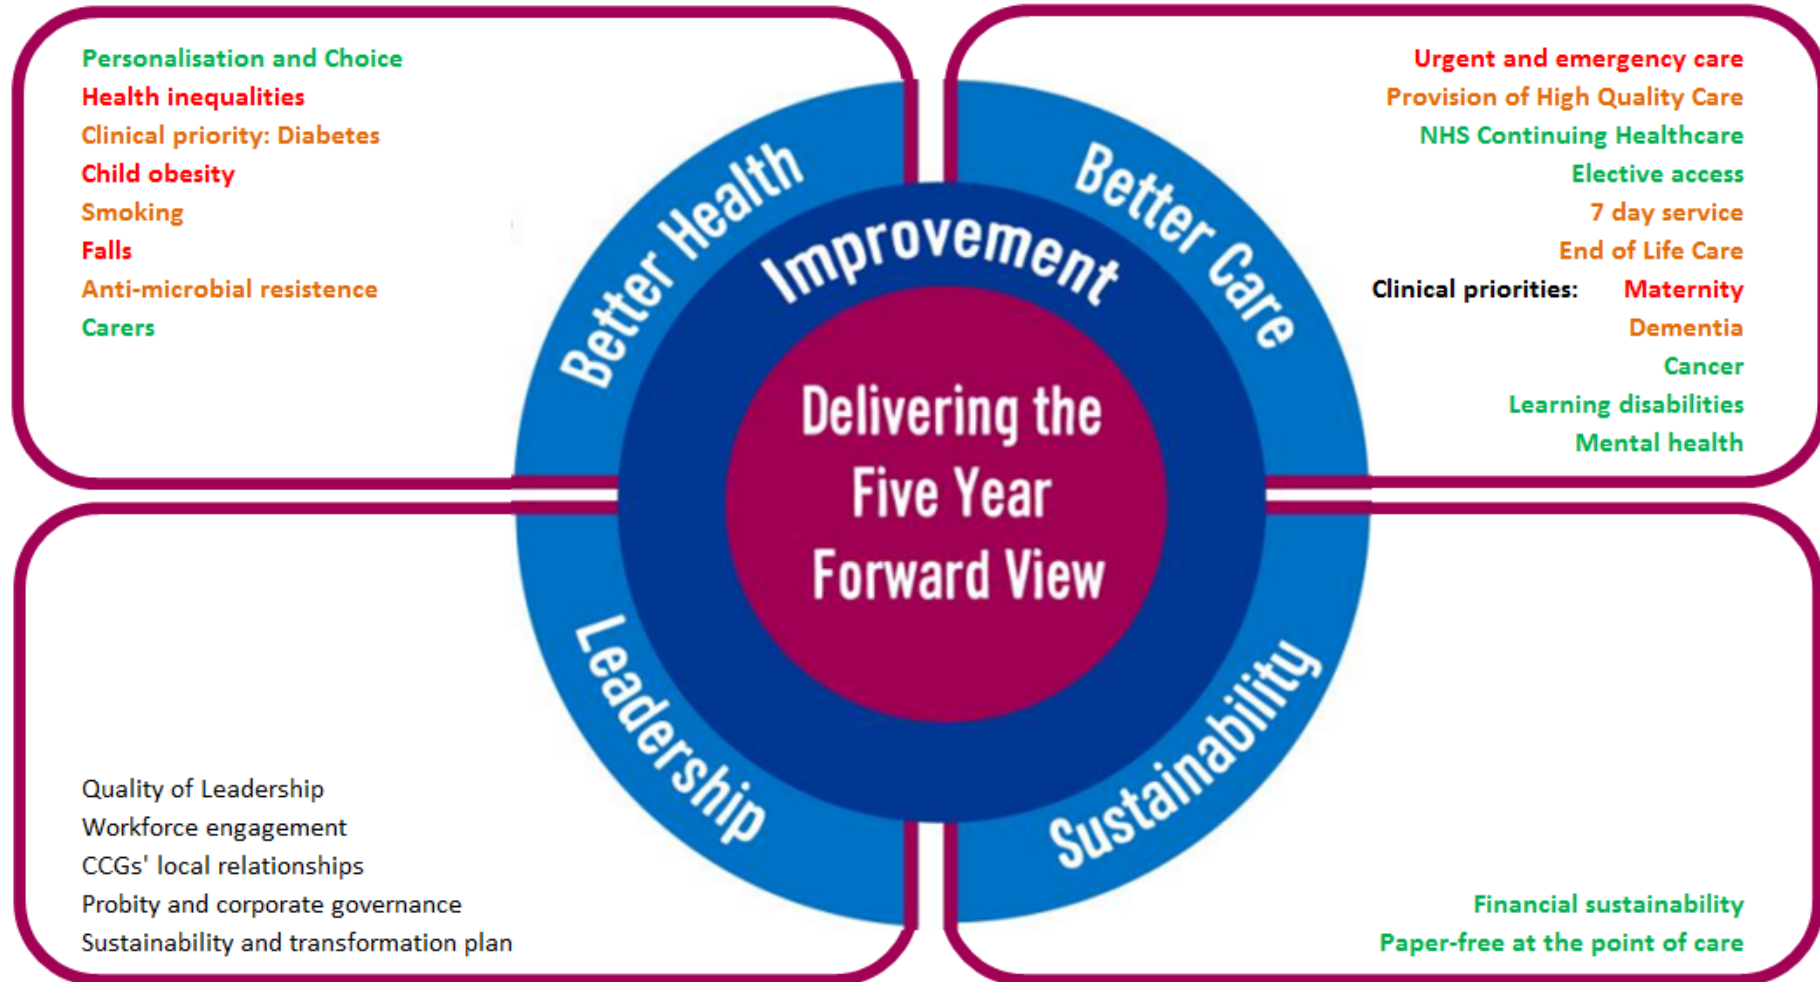 Personalisation and Choice
Health inequalities
Clinical priority: Diabetes
Child obesity
Smoking
Falls
Anti-microbial resistence
Carers
Urgent and emergency care
Provision of High Quality Care
NHS Continuing Healthcare
Elective access
7 day service
End of Life Care
Clinical priorities: Maternity
Dementia
Cancer
Learning disabilities
Mental health
Better Health
Better Care
Improvement
Delivering the
Five Year
Forward View
Leadership
Sustainability
Quality of Leadership
Workforce engagement
CCGs' local relationships
Probity and corporate governance
Sustainability and transformation plan
Financial sustainability
Paper-free at the point of care